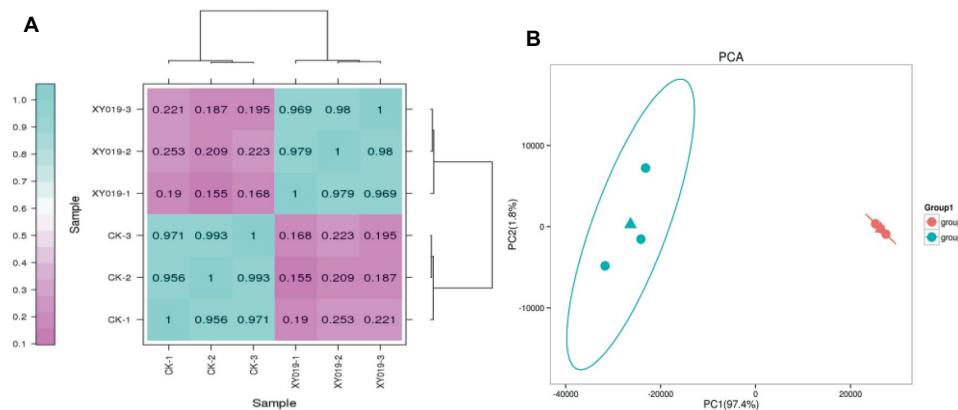 A
1.0
0.9
0.8
0.7
0.6
0.5
0.4
0.3
0.2
0.1
Sample
XY019-3 0.221 0.187 0.195 0.969 0.98 1
XY019-2 0.253 0.209 0.223 0.979 1 0.98
XY019-1 0.19 0.155 0.168 1 0.979 0.969
CK-3 0.971 0.993 1 0.168 0.223 0.195
CK-2 0.956 1 0.993 0.155 0.209 0.187
CK-1 1 0.956 0.971 0.19 0.253 0.221
CK-1 CK-2 CK-3 XY019-1 XY019-2 XY019-3
Sample
B
PCA
PC2(1.8%)
10000
0
-10000
-40000 -20000 0 20000
PC1(97.4%)
Group1
group
group